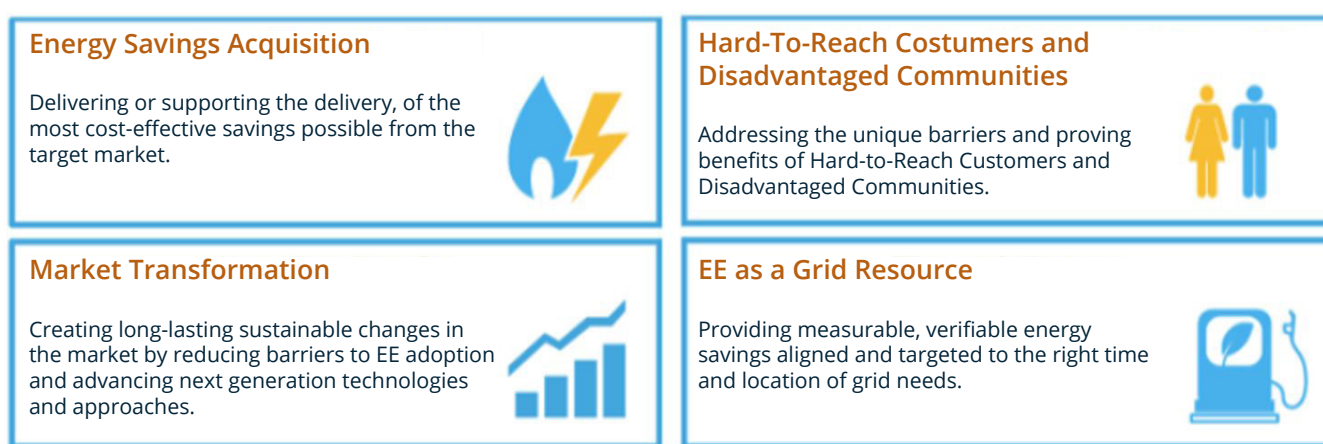 Energy Savings Acquisition
Delivering or supporting the delivery, of the
most cost-effective savings possible from the
target market.
Hard-To-Reach Costumers and
Disadvantaged Communities
Addressing the unique barriers and proving
benefits of Hard-to-Reach Customers and
Disadvantaged Communities.
Market Transformation
Creating long-lasting sustainable changes in
the market by reducing barriers to EE adoption
and advancing next generation technologies
and approaches.
EE as a Grid Resource
Providing measurable, verifiable energy
savings aligned and targeted to the right time
and location of grid needs.